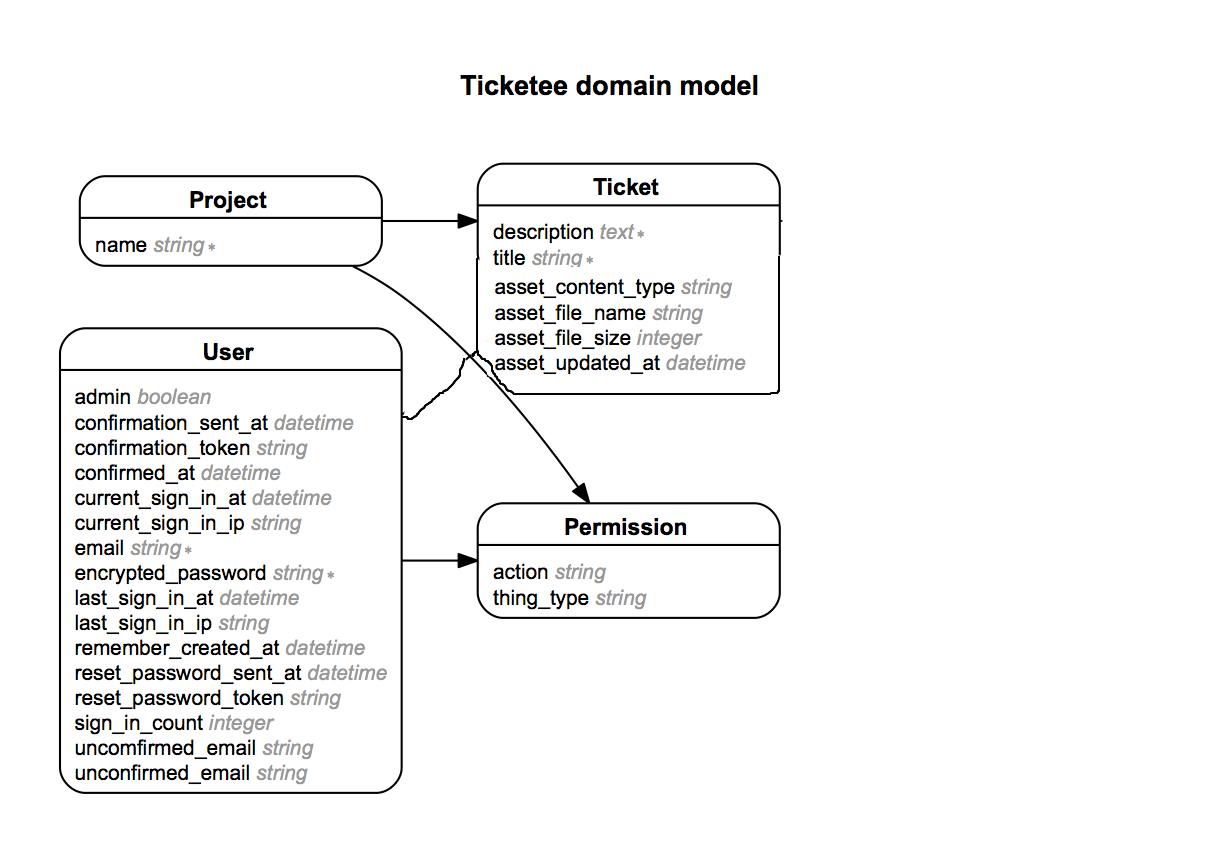 Ticketee domain model
Project
name string *
Ticket
description text *
title string *
asset_content_type string
asset_file_name string
asset_file_size integer
asset_updated_at datetime
User
admin boolean
confirmation_sent_at datetime
confirmation_token string
confirmed_at datetime
current_sign_in_at datetime
current_sign_in_ip string
email string *
encrypted_password string *
last_sign_in_at datetime
last_sign_in_ip string
remember_created_at datetime
reset_password_sent_at datetime
reset_password_token string
sign_in_count integer
uncomfirmed_email string
unconfirmed_email string
Permission
action string
thing_type string